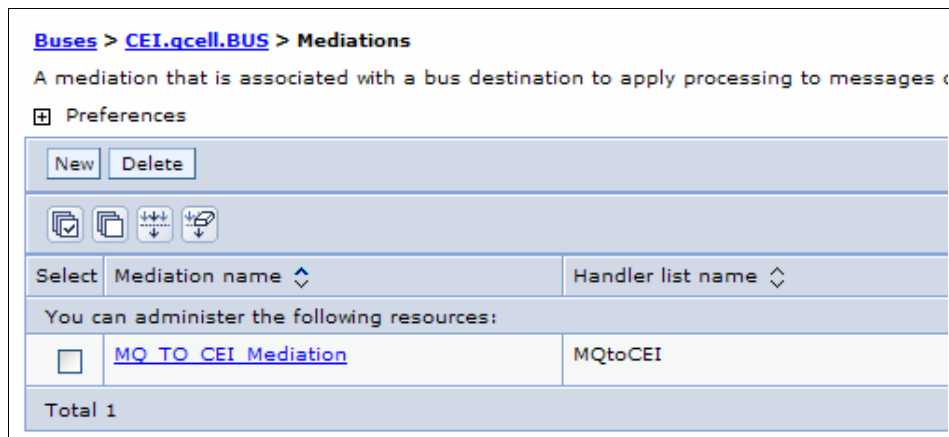 Buses > CEI.qcell.BUS > Mediations
A mediation that is associated with a bus destination to apply processing to messages
Preferences
New Delete
Select Mediation name Handler list name
You can administer the following resources:
MQ_TO_CEI_Mediation MQtoCEI
Total 1